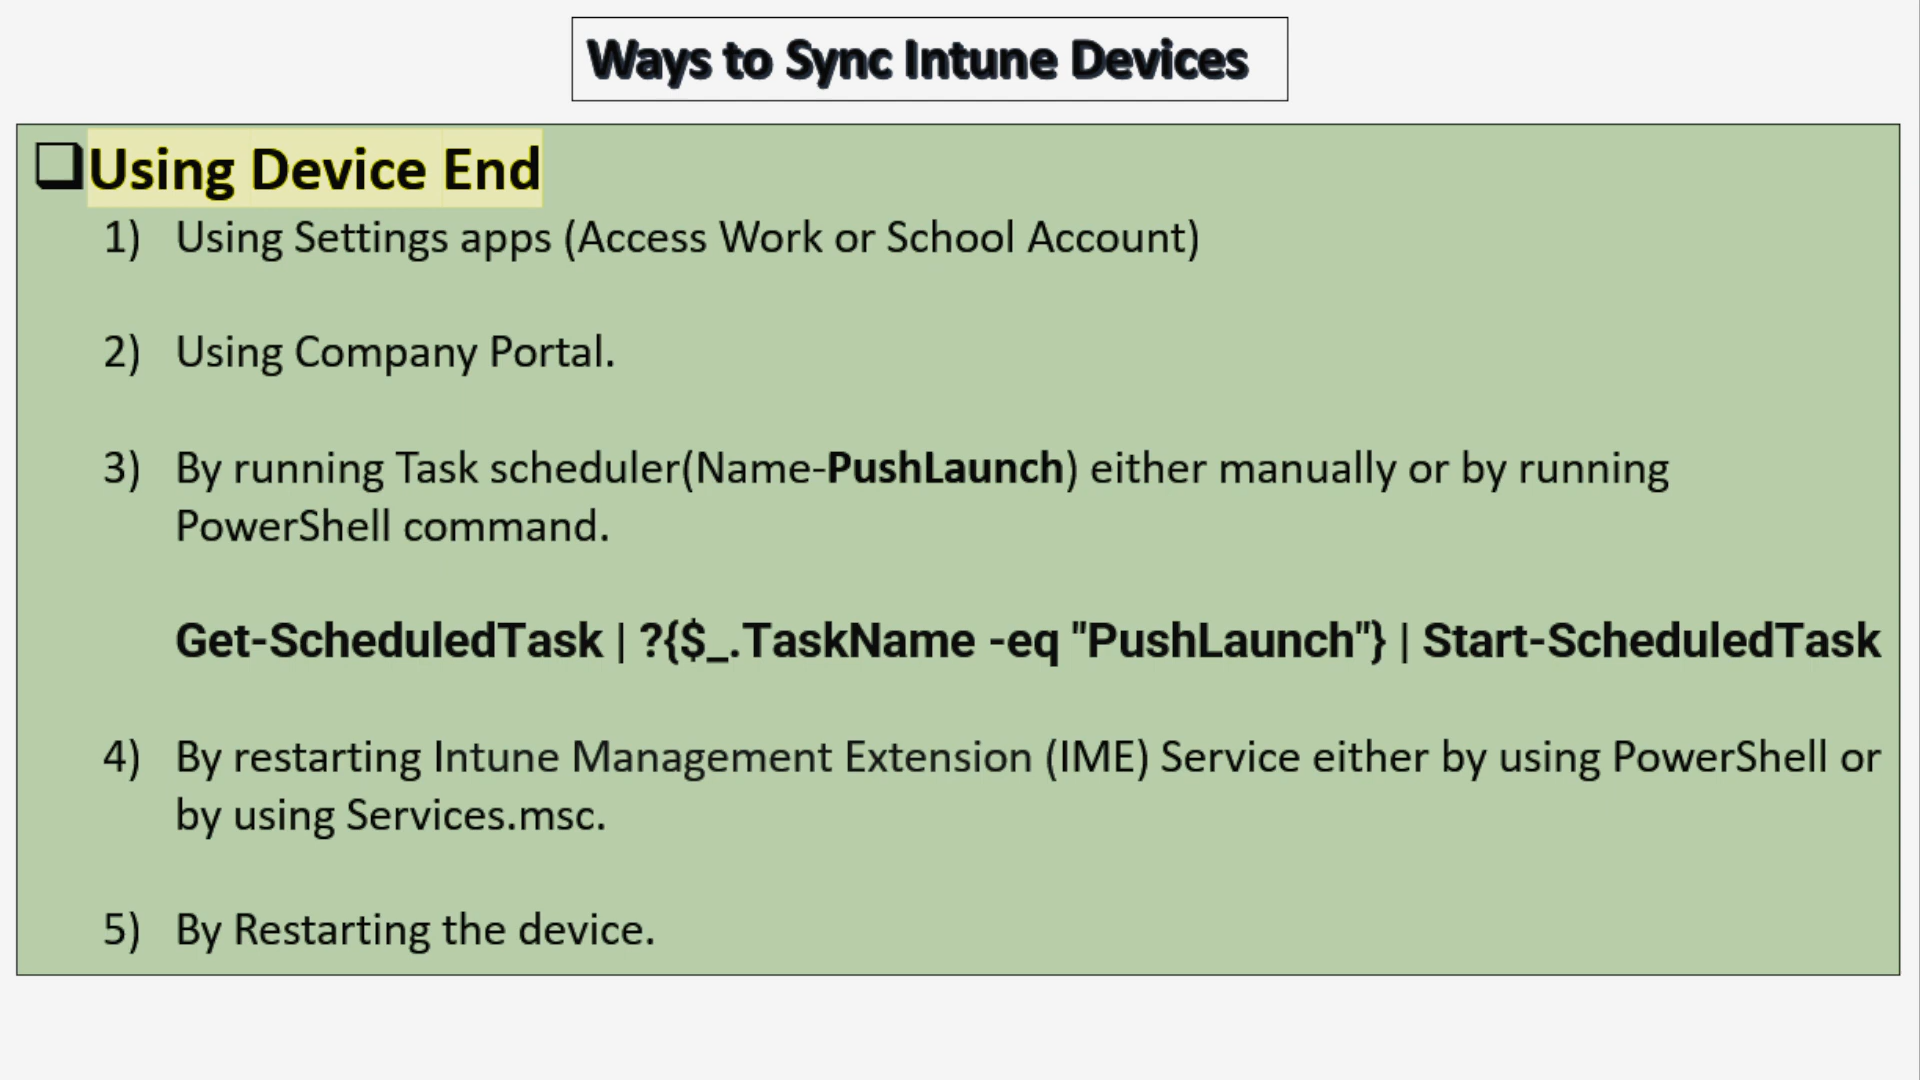 Ways to Sync Intune Devices
Using Device End
1) Using Settings apps (Access Work or School Account)
2) Using Company Portal.
3) By running Task scheduler(Name-PushLaunch) either manually or by running
PowerShell command.
Get-ScheduledTask | ?{$_.TaskName -eq "PushLaunch"} | Start-ScheduledTask
4) By restarting Intune Management Extension (IME) Service either by using PowerShell or
by using Services.msc.
5) By Restarting the device.